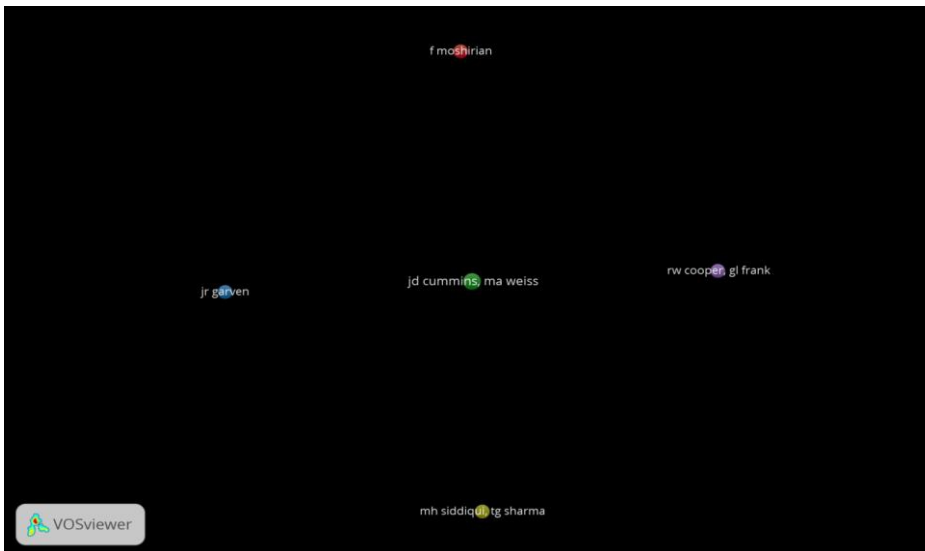 f moshirian
rw cooper, gl frank
jd cummins, ma weiss
jr garven
mh siddiqui, tg sharma
VOSviewer